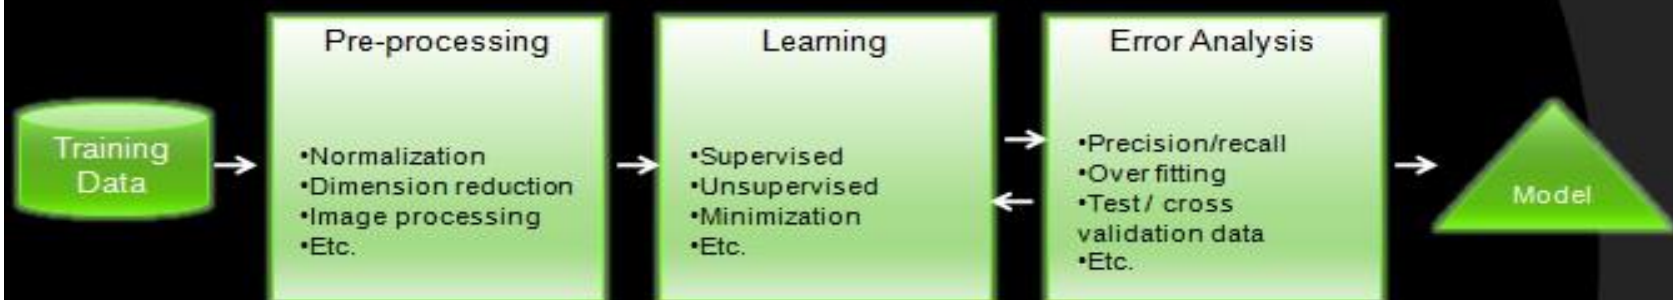 Training
Data
Pre-processing
•Normalization
•Dimension reduction
•Image processing
•Etc.
Learning
•Supervised
•Unsupervised
•Minimization
•Etc.
Error Analysis
•Precision/recall
•Over fitting
•Test / cross
validation data
•Etc.
Model